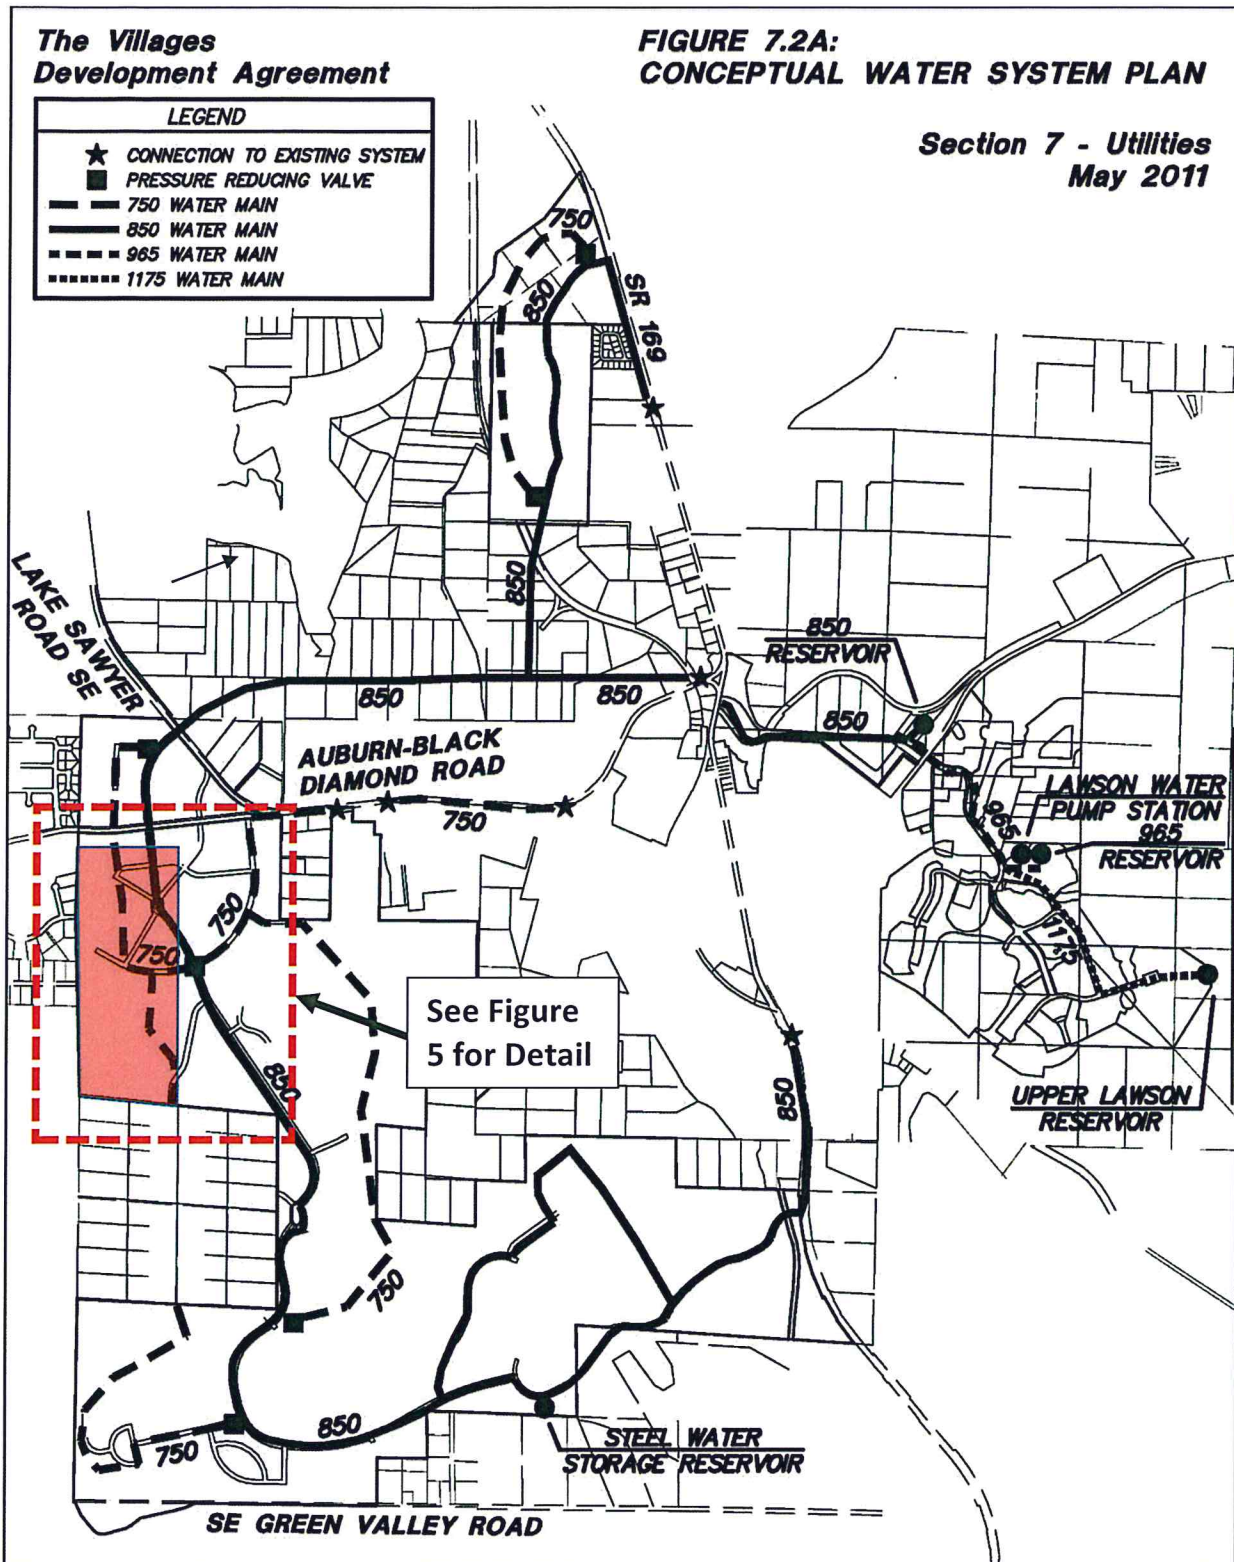 The Villages
Development Agreement
FIGURE 7.2A:
CONCEPTUAL WATER SYSTEM PLAN
Section 7 - Utilities
May 2011
LEGEND
CONNECTION TO EXISTING SYSTEM
PRESSURE REDUCING VALVE
750 WATER MAIN
850 WATER MAIN
965 WATER MAIN
1175 WATER MAIN
750
850
SR 169
850
LAKE SAWYER
ROAD SE
850
RESERVOIR
850
850
850
AUBURN-BLACK
DIAMOND ROAD
750
965
LAWSON WATER
PUMP STATION
965
RESERVOIR
750
750
1175
See Figure
5 for Detail
850
850
UPPER LAWSON
RESERVOIR
750
850
750
STEEL WATER
STORAGE RESERVOIR
SE GREEN VALLEY ROAD